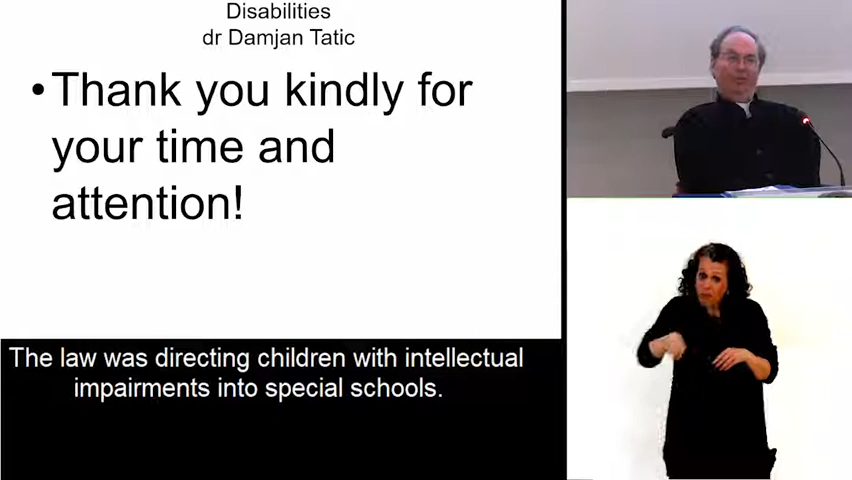 Disabilities
dr Damjan Tatic
•Thank you kindly for
your time and
attention!
The law was directing children with intellectual
impairments into special schools.